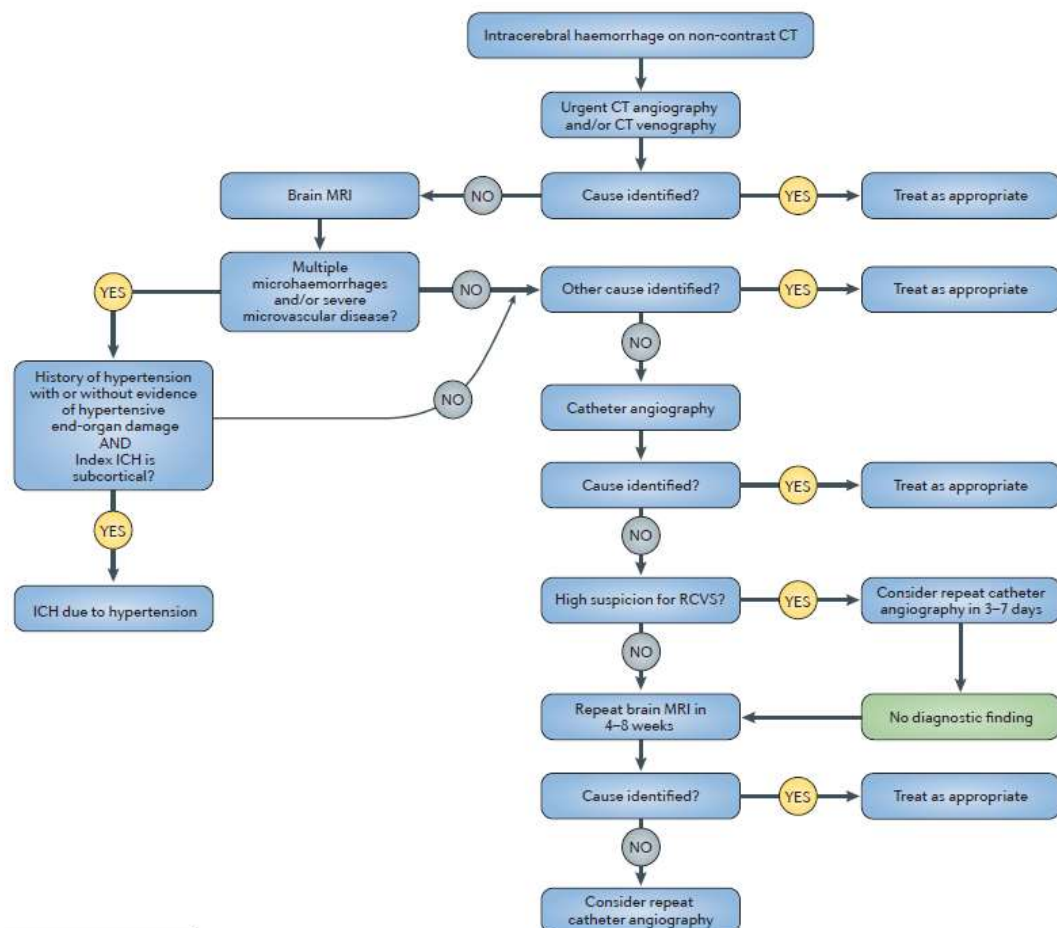 Intracerebral haemorrhage on non-contrast CT
Urgent CT angiography
and/or CT venography
Brain MRI
NO
Cause identified?
YES
Treat as appropriate
YES
Multiple
microhaemorrhages
and/or severe
microvascular disease?
NO
Other cause identified?
YES
Treat as appropriate
NO
History of hypertension
with or without evidence
of hypertensive
end-organ damage
AND
Index ICH is
subcortical?
NO
Catheter angiography
YES
Cause identified?
YES
Treat as appropriate
NO
ICH due to hypertension
High suspicion for RCVS?
YES
Consider repeat catheter
angiography in 3–7 days
NO
Repeat brain MRI in
4–8 weeks
No diagnostic finding
Cause identified?
YES
Treat as appropriate
NO
Consider repeat
catheter angiography